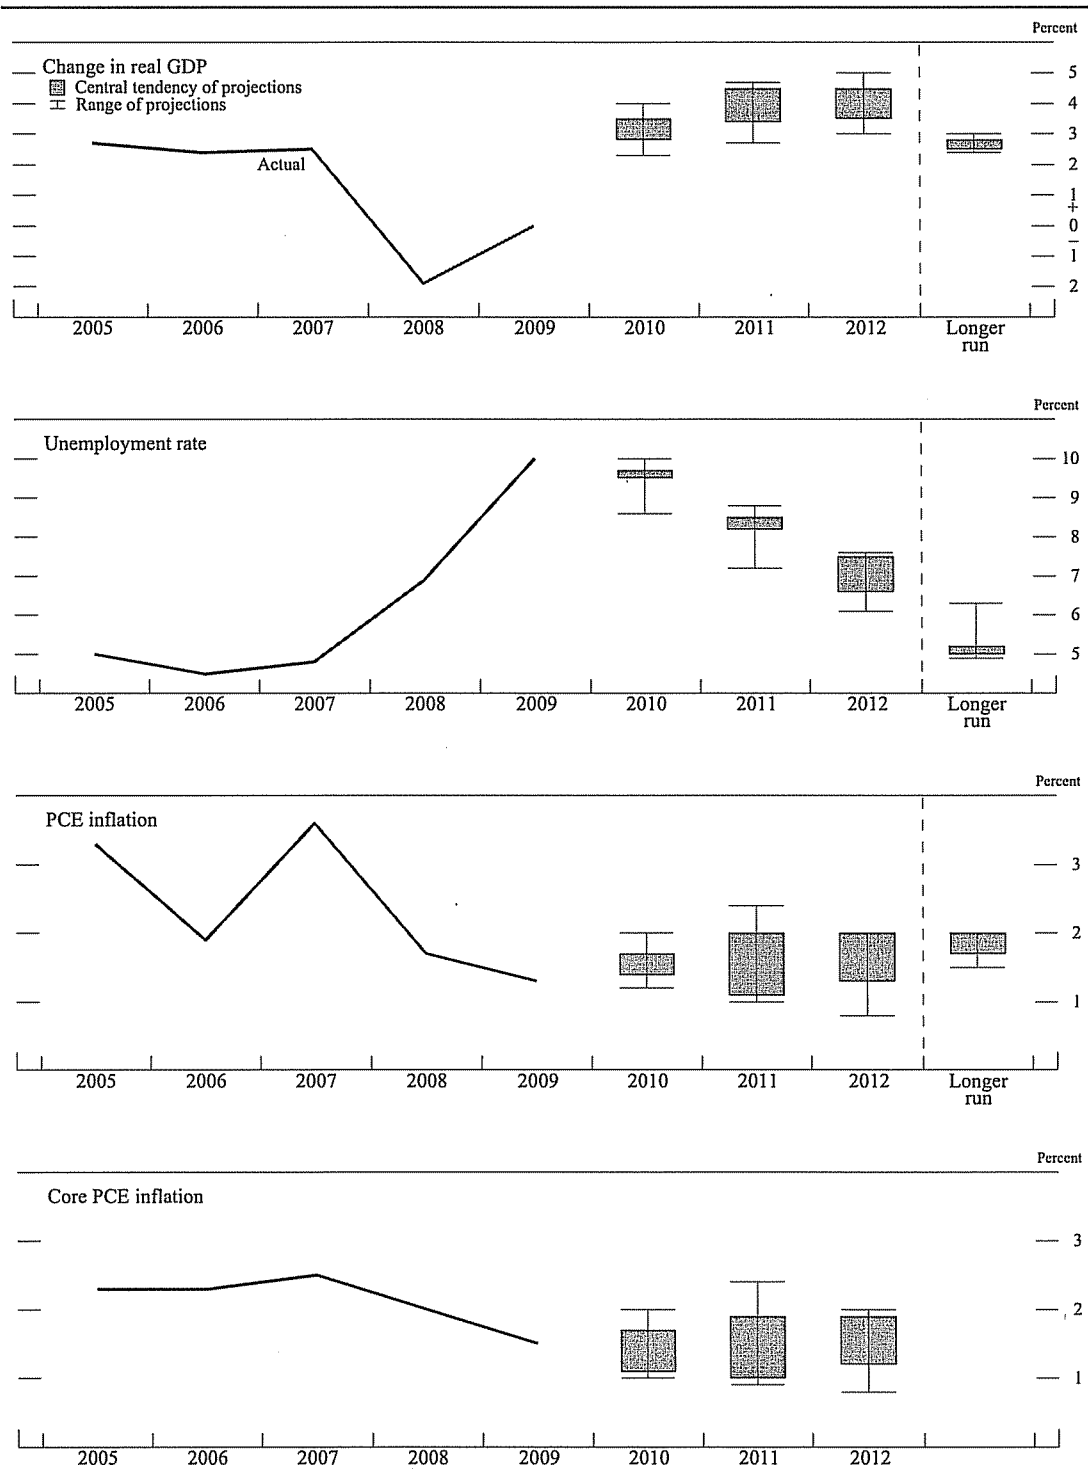 Percent
Change in real GDP
Central tendency of projections
Range of projections
Actual
5
4
3
2
1
+
0
−
1
2
2005 2006 2007 2008 2009 2010 2011 2012 Longer run
Percent
Unemployment rate
10
9
8
7
6
5
2005 2006 2007 2008 2009 2010 2011 2012 Longer run
Percent
PCE inflation
3
2
1
2005 2006 2007 2008 2009 2010 2011 2012 Longer run
Percent
Core PCE inflation
3
2
1
2005 2006 2007 2008 2009 2010 2011 2012